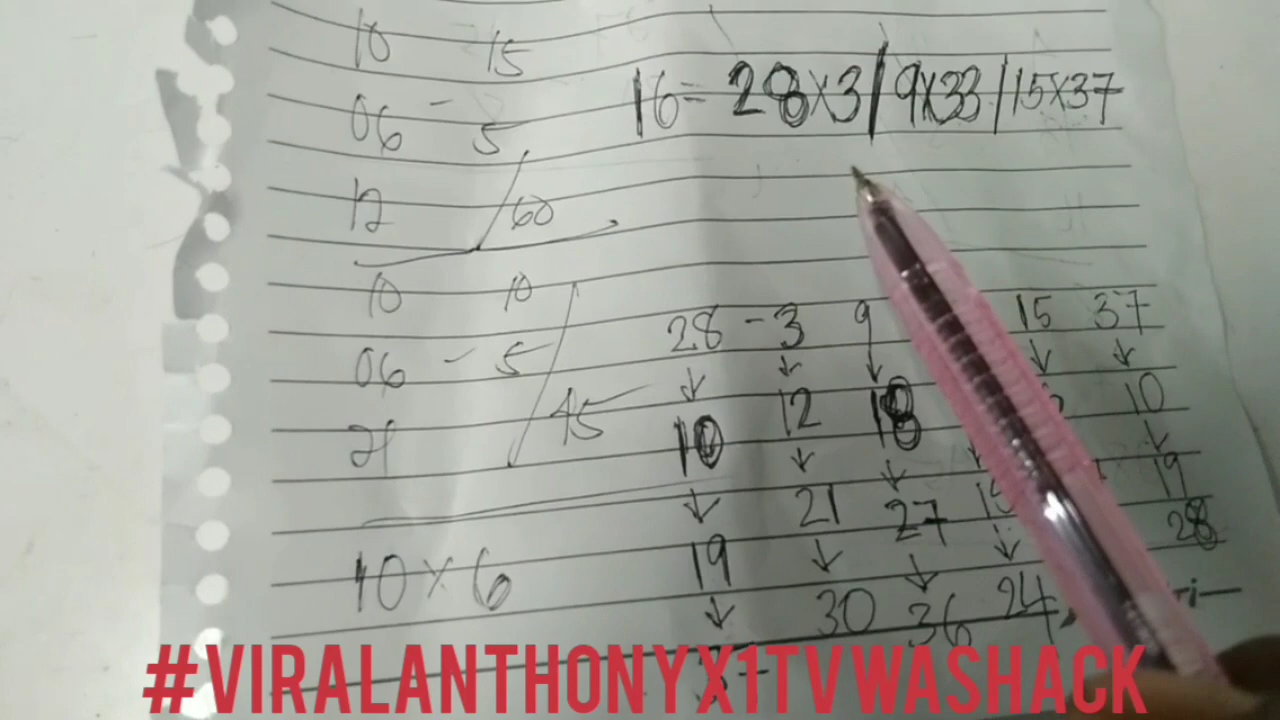 10 15
06 - 5
12 / 60
10 10
06 - 5
21 / 45
10 x 6
16 = 28x3 / 9x33 / 15x37
28 - 3 9 15 37
↓ ↓ ↓ ↓ ↓
10 12 18 10
↓ ↓ ↓
19 21 27 19
↓ ↓ ↓ ↓
30 36 24 28
#VIRALANTHONYX1TVWASHACK